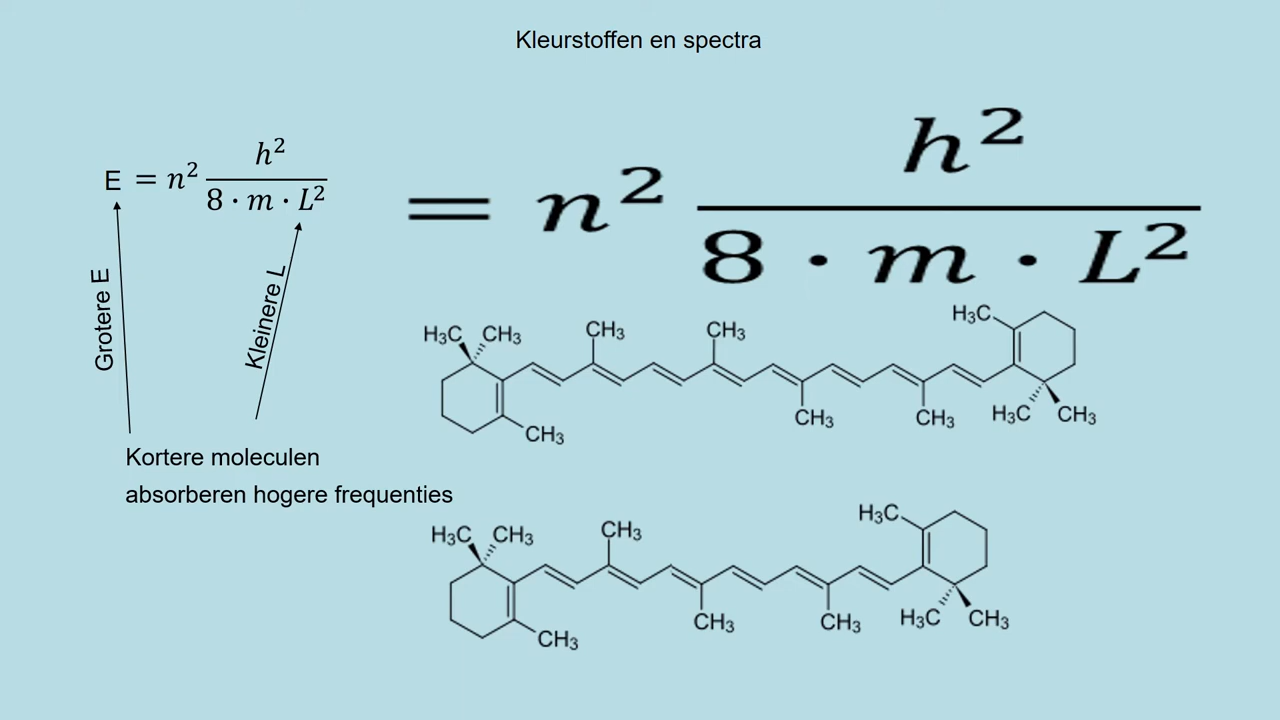 Kleurstoffen en spectra
E = n² h² / 8 · m · L²
= n² h² / 8 · m · L²
Grotere E
Kleinere L
Kortere moleculen
absorberen hogere frequenties
H₃C CH₃ CH₃ CH₃ H₃C
CH₃ CH₃ CH₃ H₃C CH₃
H₃C CH₃ CH₃ H₃C
CH₃ CH₃ CH₃ H₃C CH₃